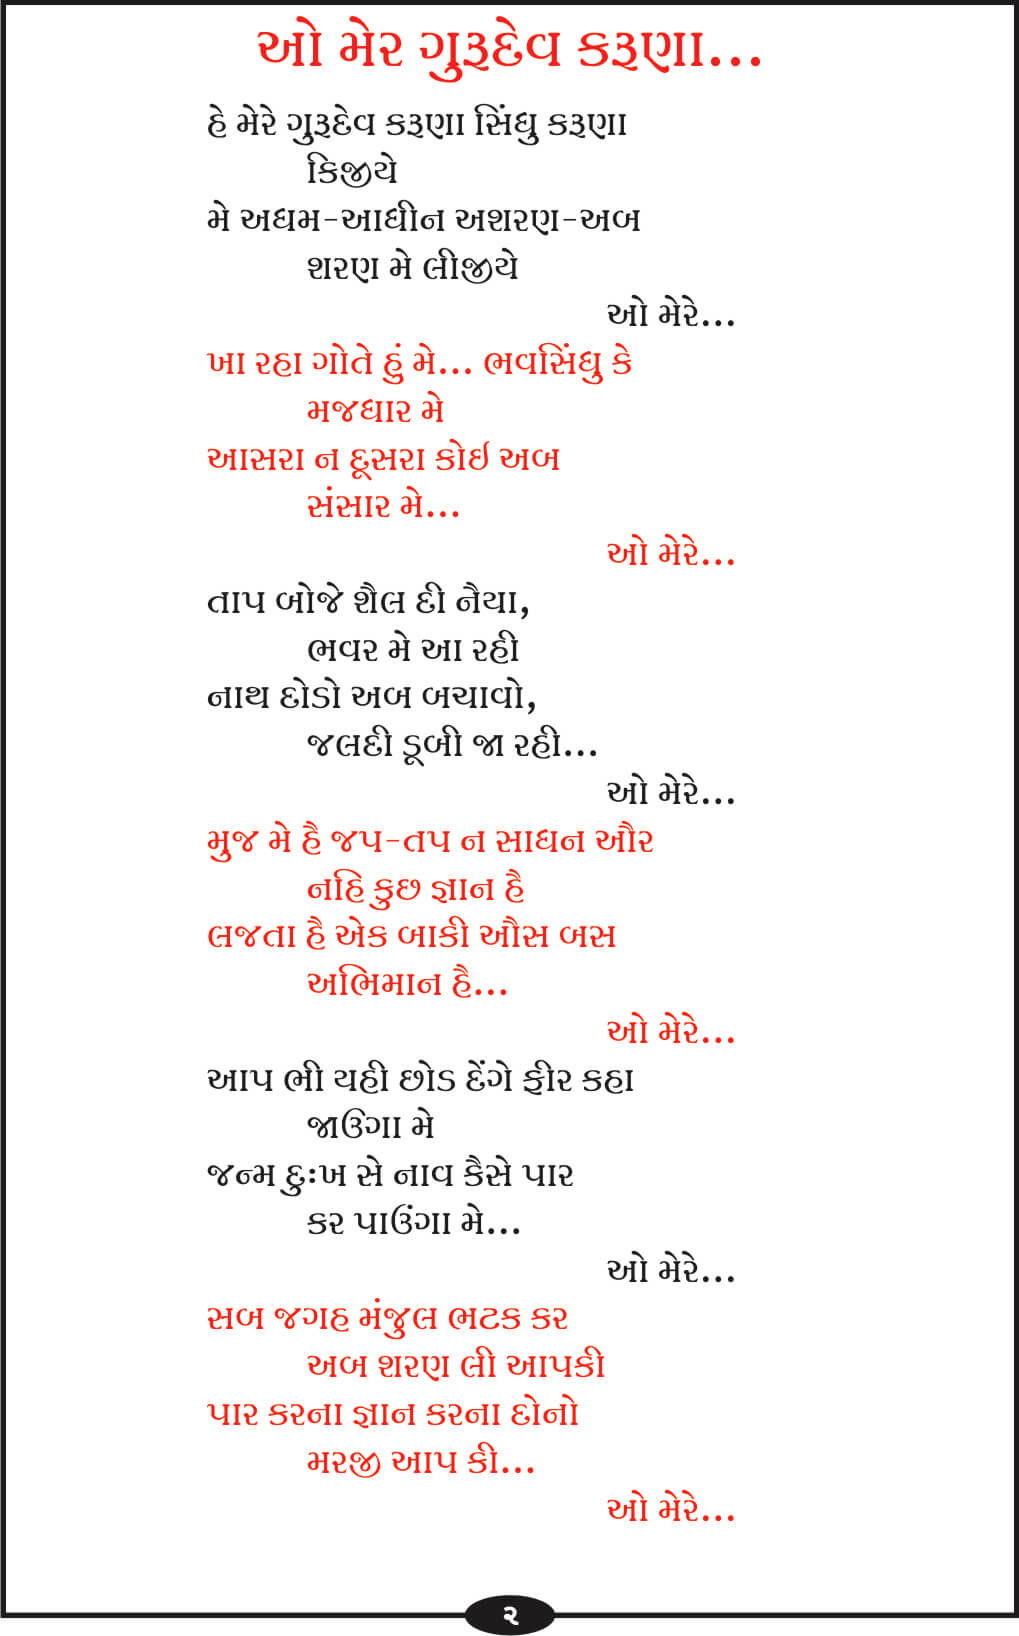 ઓ મેર ગુરૂદેવ કરૂણા...
હે મેરે ગુરૂદેવ કરૂણા સિંધુ કરૂણા
કિજીયે
મે અધમ-આધીન અશરણ-અબ
શરણ મે લીજીયે
ઓ મેરે...
ખા રહા ગોતે હું મે... ભવસિંધુ કે
મજધાર મે
આસરા ન દૂસરા કોઈ અબ
સંસાર મે...
ઓ મેરે...
તાપ બોજે શૈલ દી નૈયા,
ભવર મે આ રહી
નાથ દોડો અબ બચાવો,
જલદી ડૂબી જા રહી...
ઓ મેરે...
મુજ મે હૈ જપ-તપ ન સાધન ઔર
નહિ કુછ જ્ઞાન હૈ
લજતા હૈ એક બાકી ઔસ બસ
અભિમાન હૈ...
ઓ મેરે...
આપ ભી યહી છોડ દેંગે ફીર કહા
જાઉંગા મે
જન્મ દુઃખ સે નાવ કૈસે પાર
કર પાઉંગા મે...
ઓ મેરે...
સબ જગહ મંજુલ ભટક કર
અબ શરણ લી આપકી
પાર કરના જ્ઞાન કરના દોનો
મરજી આપ કી...
ઓ મેરે...
૨